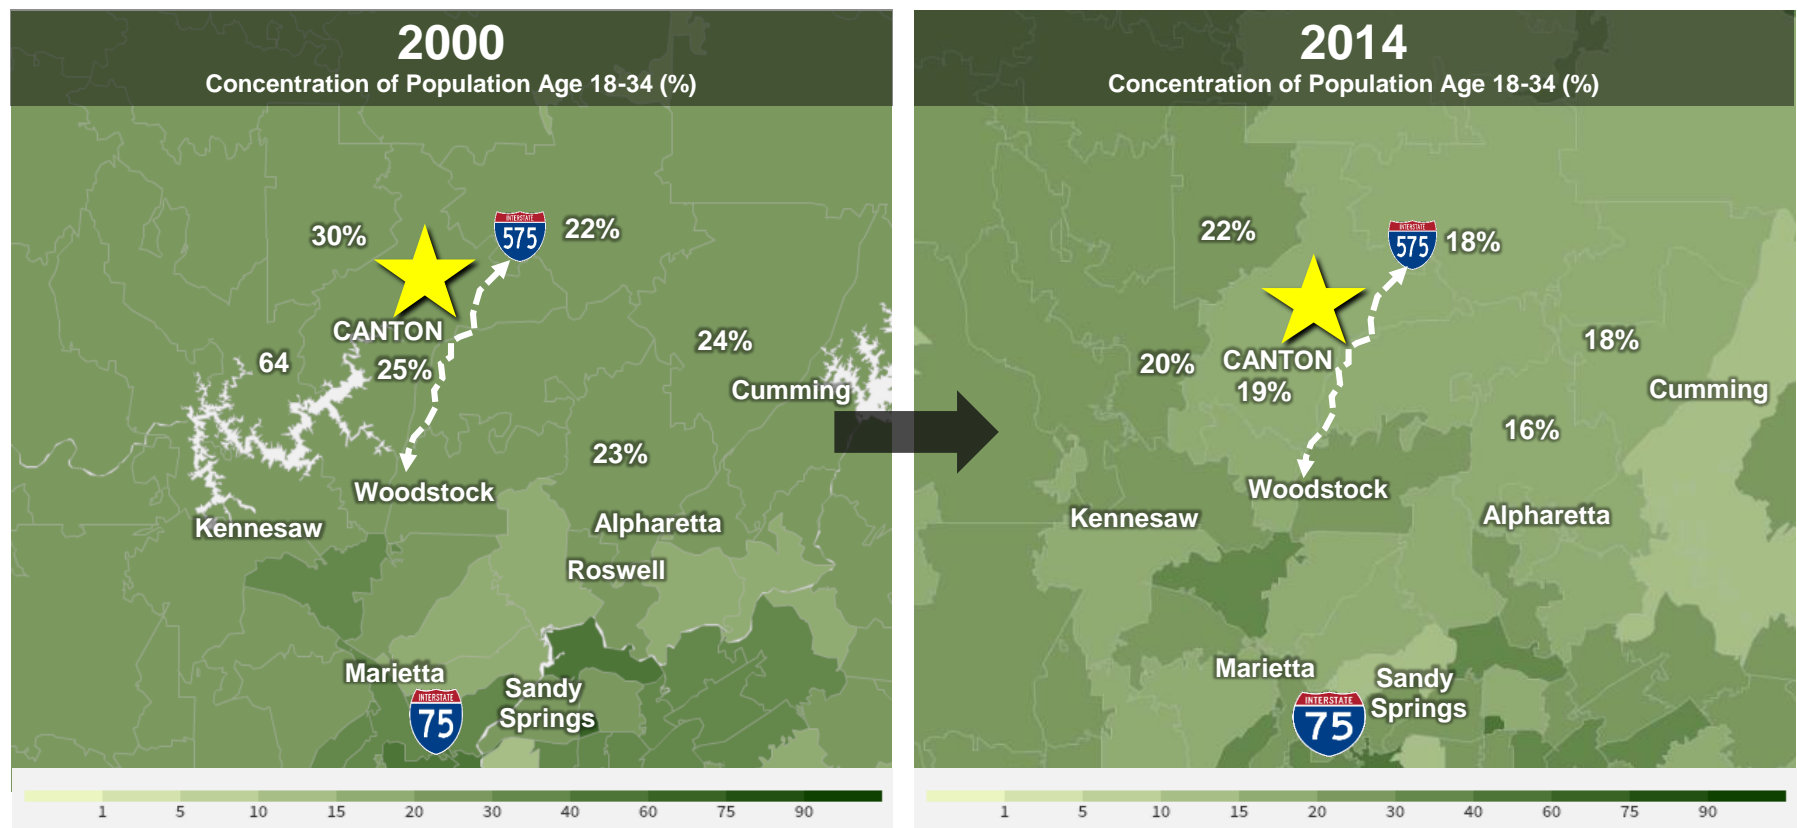 2000
Concentration of Population Age 18-34 (%)
30%
INTERSTATE
575
22%
CANTON
64
25%
24%
Cumming
23%
Woodstock
Kennesaw
Alpharetta
Roswell
Marietta
INTERSTATE
75
Sandy
Springs
1 5 10 15 20 30 40 60 75 90
2014
Concentration of Population Age 18-34 (%)
22%
INTERSTATE
575
18%
20%
CANTON
19%
18%
Cumming
16%
Woodstock
Kennesaw
Alpharetta
Marietta
INTERSTATE
75
Sandy
Springs
1 5 10 15 20 30 40 60 75 90